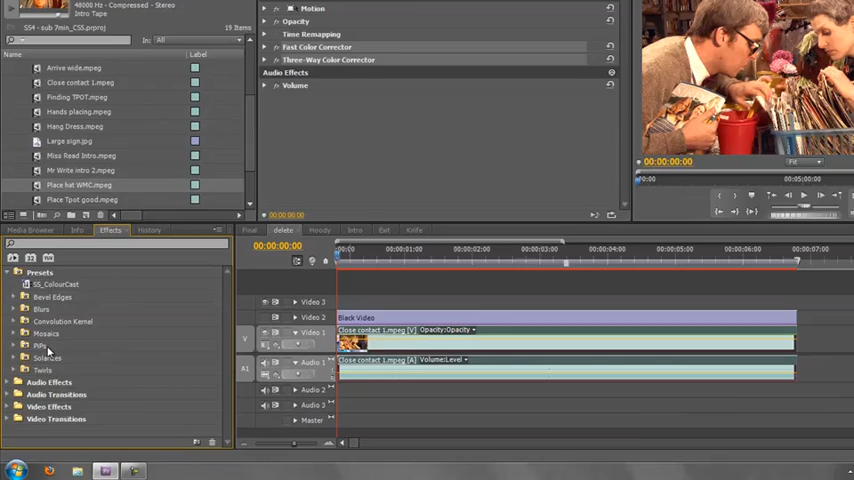 48000 Hz - Compressed - Stereo
Intro Tape
S54 - sub 7min_CS5.prproj
19 Items
In: All
Name
Label
Arrive wide.mpeg
Close contact 1.mpeg
Finding TPOT.mpeg
Hands placing.mpeg
Hang Dress.mpeg
Large sign.jpg
Miss Read Intro.mpeg
Mr Write intro 2.mpeg
Place hat WMC.mpeg
Place Tpot good.mpeg
Motion
Opacity
Time Remapping
Fast Color Corrector
Three-Way Color Corrector
Audio Effects
Volume
00:00:00:00
00:00:00:00
Fit
00:05:00:00
Media Browser
Info
Effects
History
Presets
SS_ColourCast
Bevel Edges
Blurs
Convolution Kernel
Mosaics
PiPs
Solarizes
Twirls
Audio Effects
Audio Transitions
Video Effects
Video Transitions
Final
delete
Hoody
Intro
Exit
Knife
00:00:00:00
00:00
00:00:01:00
00:00:02:00
00:00:03:00
00:00:04:00
00:00:05:00
00:00:06:00
00:00:07:00
Video 3
Video 2
Black Video
V
Video 1
Close contact 1.mpeg [V] Opacity:Opacity
A1
Audio 1
Close contact 1.mpeg [A] Volume:Level
Audio 2
Audio 3
Master